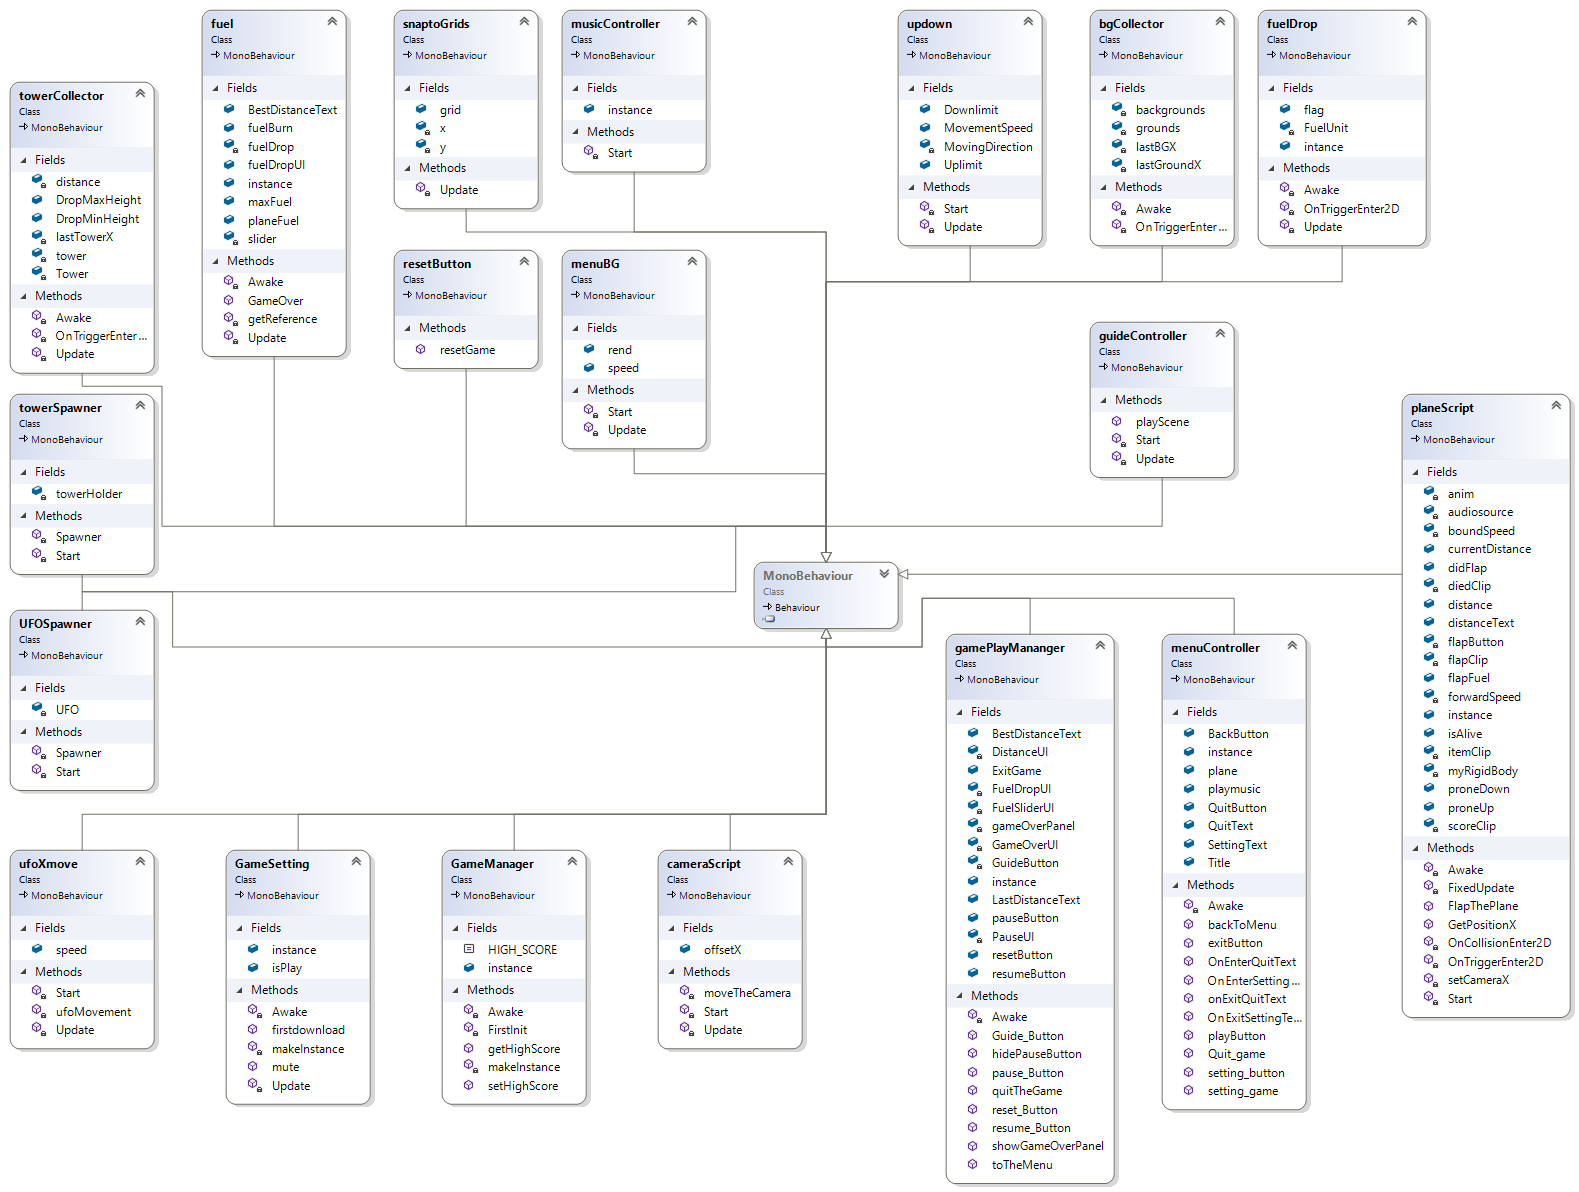 fuel
Class
MonoBehaviour
Fields
BestDistanceText
fuelBurn
fuelDrop
fuelDropUI
instance
maxFuel
planeFuel
slider
Methods
Awake
GameOver
getReference
Update
snaptoGrids
Class
MonoBehaviour
Fields
grid
x
y
Methods
Update
musicController
Class
MonoBehaviour
Fields
instance
Methods
Start
updown
Class
MonoBehaviour
Fields
Downlimit
MovementSpeed
MovingDirection
Uplimit
Methods
Start
Update
bgCollector
Class
MonoBehaviour
Fields
backgrounds
grounds
lastBGX
lastGroundX
Methods
Awake
OnTriggerEnter...
fuelDrop
Class
MonoBehaviour
Fields
flag
FuelUnit
intance
Methods
Awake
OnTriggerEnter2D
Update
towerCollector
Class
MonoBehaviour
Fields
distance
DropMaxHeight
DropMinHeight
lastTowerX
tower
Tower
Methods
Awake
OnTriggerEnter...
Update
resetButton
Class
MonoBehaviour
Methods
resetGame
menuBG
Class
MonoBehaviour
Fields
rend
speed
Methods
Start
Update
guideController
Class
MonoBehaviour
Methods
playScene
Start
Update
towerSpawner
Class
MonoBehaviour
Fields
towerHolder
Methods
Spawner
Start
planeScript
Class
MonoBehaviour
Fields
anim
audiosource
boundSpeed
currentDistance
didFlap
diedClip
distance
distanceText
flapButton
flapClip
flapFuel
forwardSpeed
instance
isAlive
itemClip
myRigidBody
proneDown
proneUp
scoreClip
Methods
Awake
FixedUpdate
FlapThePlane
GetPositionX
OnCollisionEnter2D
OnTriggerEnter2D
setCameraX
Start
MonoBehaviour
Class
Behaviour
UFOSpawner
Class
MonoBehaviour
Fields
UFO
Methods
Spawner
Start
gamePlayMananger
Class
MonoBehaviour
Fields
BestDistanceText
DistanceUI
ExitGame
FuelDropUI
FuelSliderUI
gameOverPanel
GameOverUI
GuideButton
instance
LastDistanceText
pauseButton
PauseUI
resetButton
resumeButton
Methods
Awake
Guide_Button
hidePauseButton
pause_Button
quitTheGame
reset_Button
resume_Button
showGameOverPanel
toTheMenu
menuController
Class
MonoBehaviour
Fields
BackButton
instance
plane
playmusic
QuitButton
QuitText
SettingText
Title
Methods
Awake
backToMenu
exitButton
OnEnterQuitText
OnEnterSetting...
onExitQuitText
OnExitSettingTe...
playButton
Quit_game
setting_button
setting_game
ufoXmove
Class
MonoBehaviour
Fields
speed
Methods
Start
ufoMovement
Update
GameSetting
Class
MonoBehaviour
Fields
instance
isPlay
Methods
Awake
firstdownload
makeInstance
mute
Update
GameManager
Class
MonoBehaviour
Fields
HIGH_SCORE
instance
Methods
Awake
FirstInit
getHighScore
makeInstance
setHighScore
cameraScript
Class
MonoBehaviour
Fields
offsetX
Methods
moveTheCamera
Start
Update